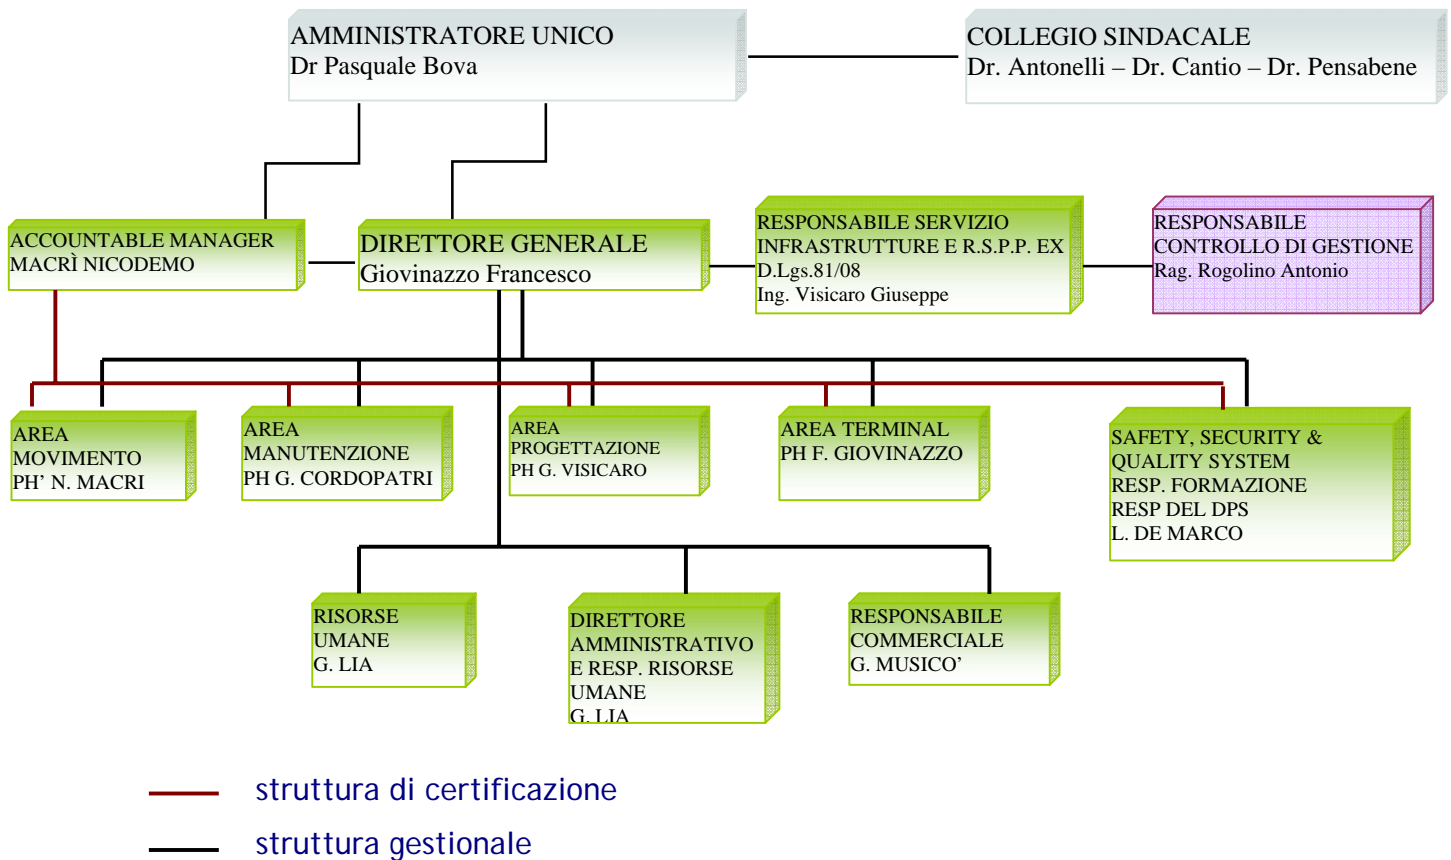 AMMINISTRATORE UNICO
Dr Pasquale Bova
COLLEGIO SINDACALE
Dr. Antonelli – Dr. Cantio – Dr. Pensabene
ACCOUNTABLE MANAGER
MACRÌ NICODEMO
DIRETTORE GENERALE
Giovinazzo Francesco
RESPONSABILE SERVIZIO
INFRASTRUTTURE E R.S.P.P. EX
D.Lgs.81/08
Ing. Visicaro Giuseppe
RESPONSABILE
CONTROLLO DI GESTIONE
Rag. Rogolino Antonio
AREA
MOVIMENTO
PH’ N. MACRI
AREA
MANUTENZIONE
PH G. CORDOPATRI
AREA
PROGETTAZIONE
PH G. VISICARO
AREA TERMINAL
PH F. GIOVINAZZO
SAFETY, SECURITY &
QUALITY SYSTEM
RESP. FORMAZIONE
RESP DEL DPS
L. DE MARCO
RISORSE
UMANE
G. LIA
DIRETTORE
AMMINISTRATIVO
E RESP. RISORSE
UMANE
G. LIA
RESPONSABILE
COMMERCIALE
G. MUSICO’
struttura di certificazione
struttura gestionale